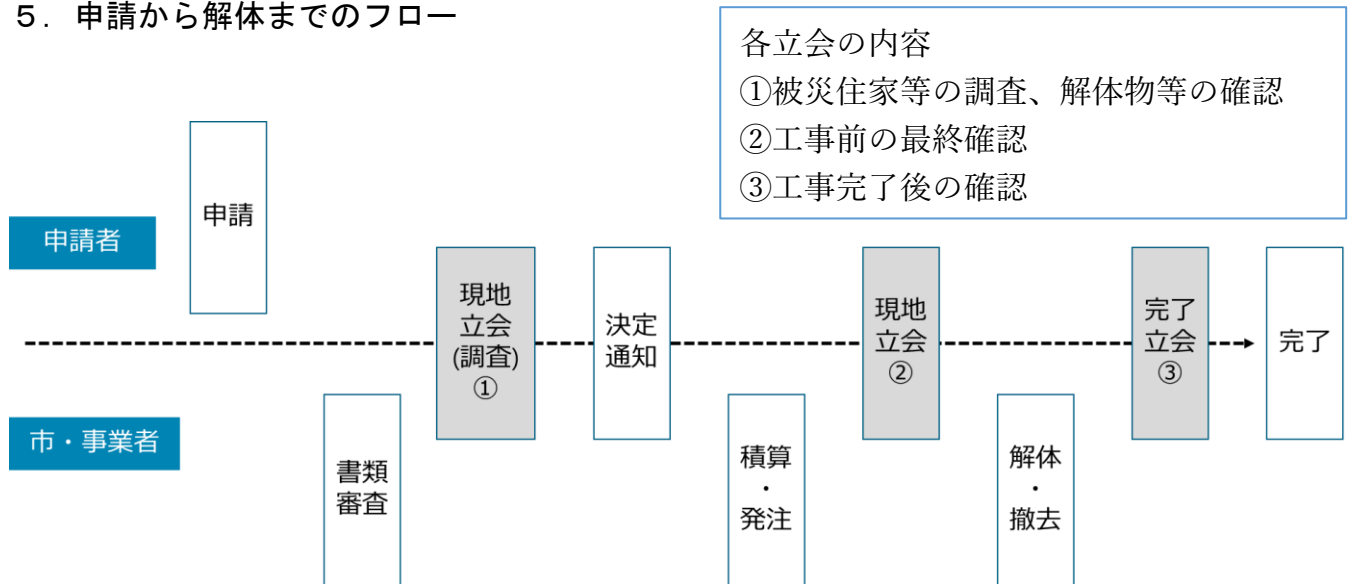 ５．申請から解体までのフロー
各立会の内容
①被災住家等の調査、解体物等の確認
②工事前の最終確認
③工事完了後の確認
申請者
申請
現地
立会
(調査)
①
決定
通知
現地
立会
②
完了
立会
③
完了
市・事業者
書類
審査
積算
・
発注
解体
・
撤去